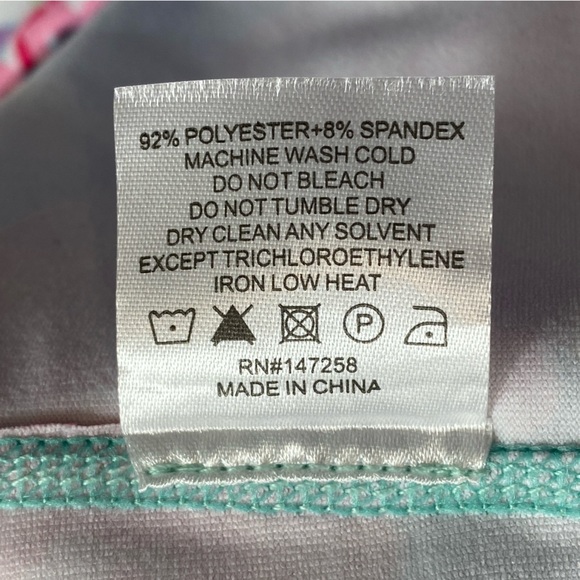 92% POLYESTER+8% SPANDEX
MACHINE WASH COLD
DO NOT BLEACH
DO NOT TUMBLE DRY
DRY CLEAN ANY SOLVENT
EXCEPT TRICHLOROETHYLENE
IRON LOW HEAT
P
RN#147258
MADE IN CHINA